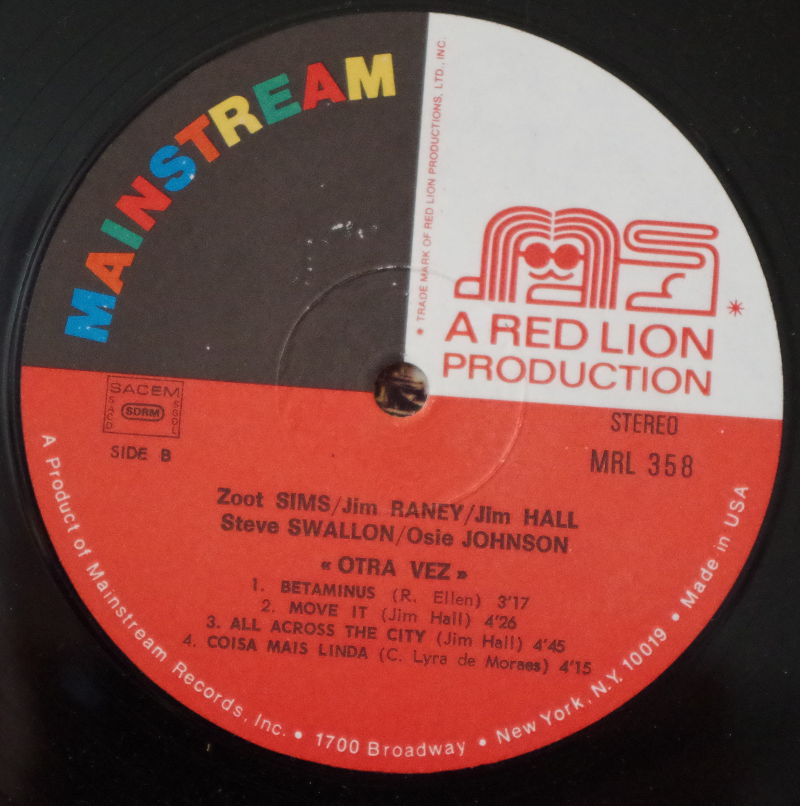 MAINSTREAM
• TRADE MARK OF RED LION PRODUCTIONS, LTD., INC.
*
A RED LION
PRODUCTION
SACEM
SACD
SDRM
SGDL
SIDE B
STEREO
MRL 358
Zoot SIMS/Jim RANEY/JIm HALL
Steve SWALLON/Osie JOHNSON
« OTRA VEZ »
1. BETAMINUS (R. Ellen) 3'17
2. MOVE IT (Jim Hall) 4'26
3. ALL ACROSS THE CITY (Jim Hall) 4'45
4. COISA MAIS LINDA (C. Lyra de Moraes) 4'15
A Product of Mainstream Records, Inc. • 1700 Broadway • New York, N.Y. 10019 • Made in USA